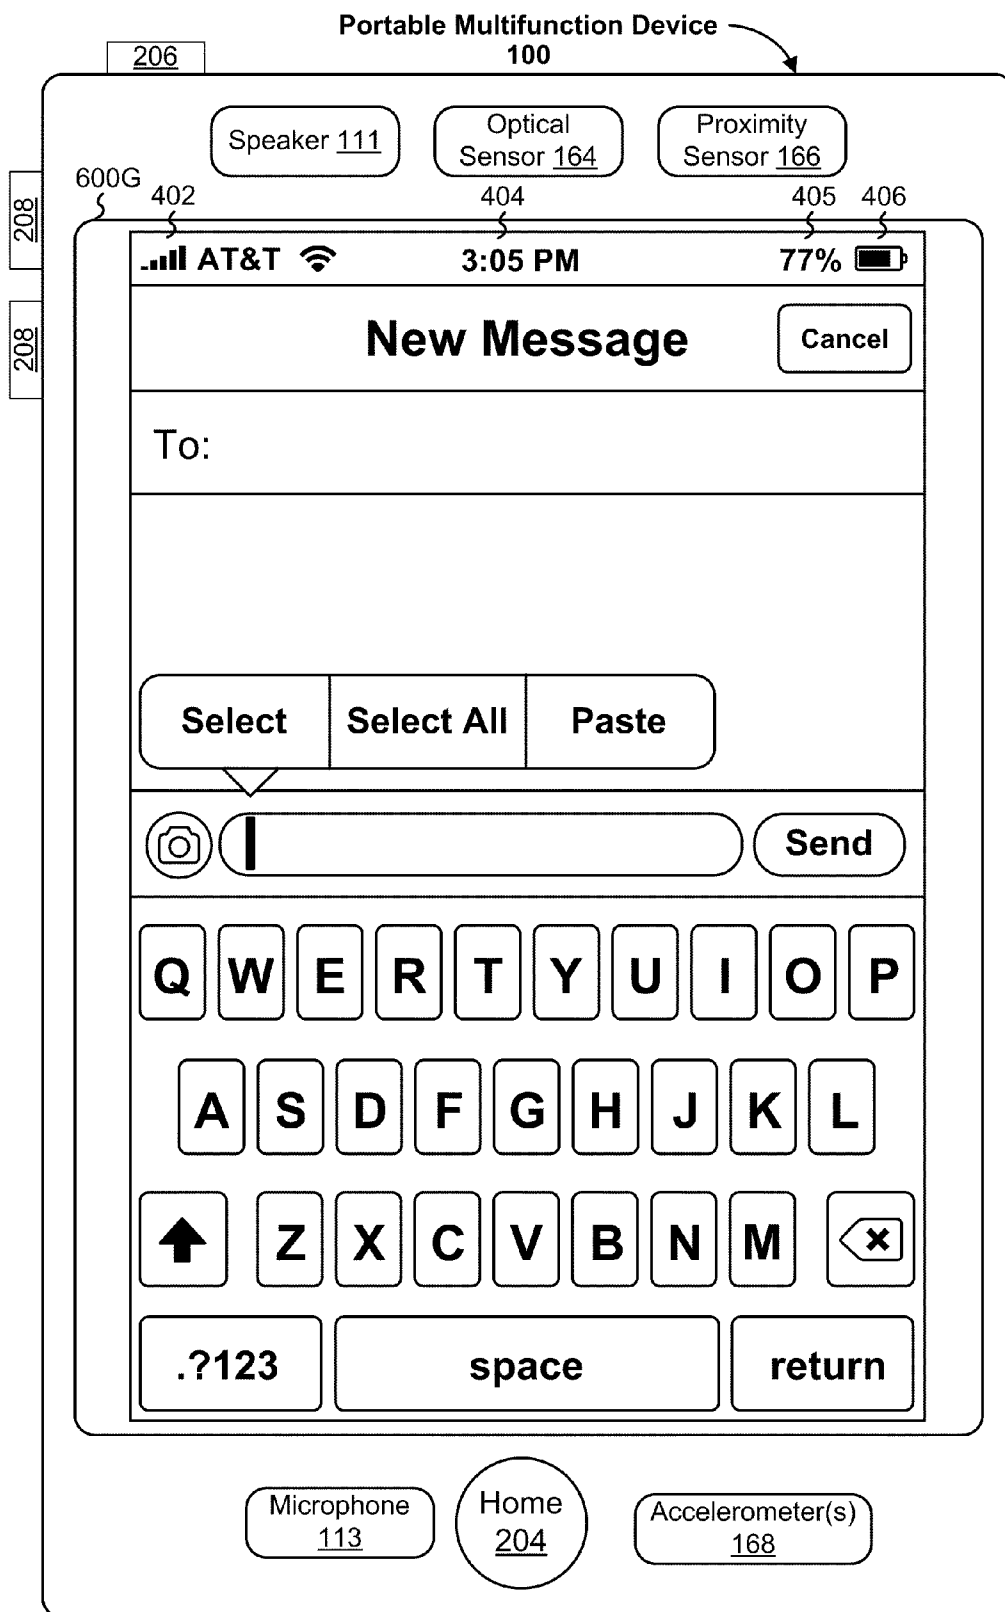 Portable Multifunction Device
100
206
Speaker 111
Optical
Sensor 164
Proximity
Sensor 166
600G
402
404
405
406
208
208
AT&T
3:05 PM
77%
New Message
Cancel
To:
Select
Select All
Paste
Send
Q W E R T Y U I O P
A S D F G H J K L
Z X C V B N M
.?123
space
return
Microphone
113
Home
204
Accelerometer(s)
168